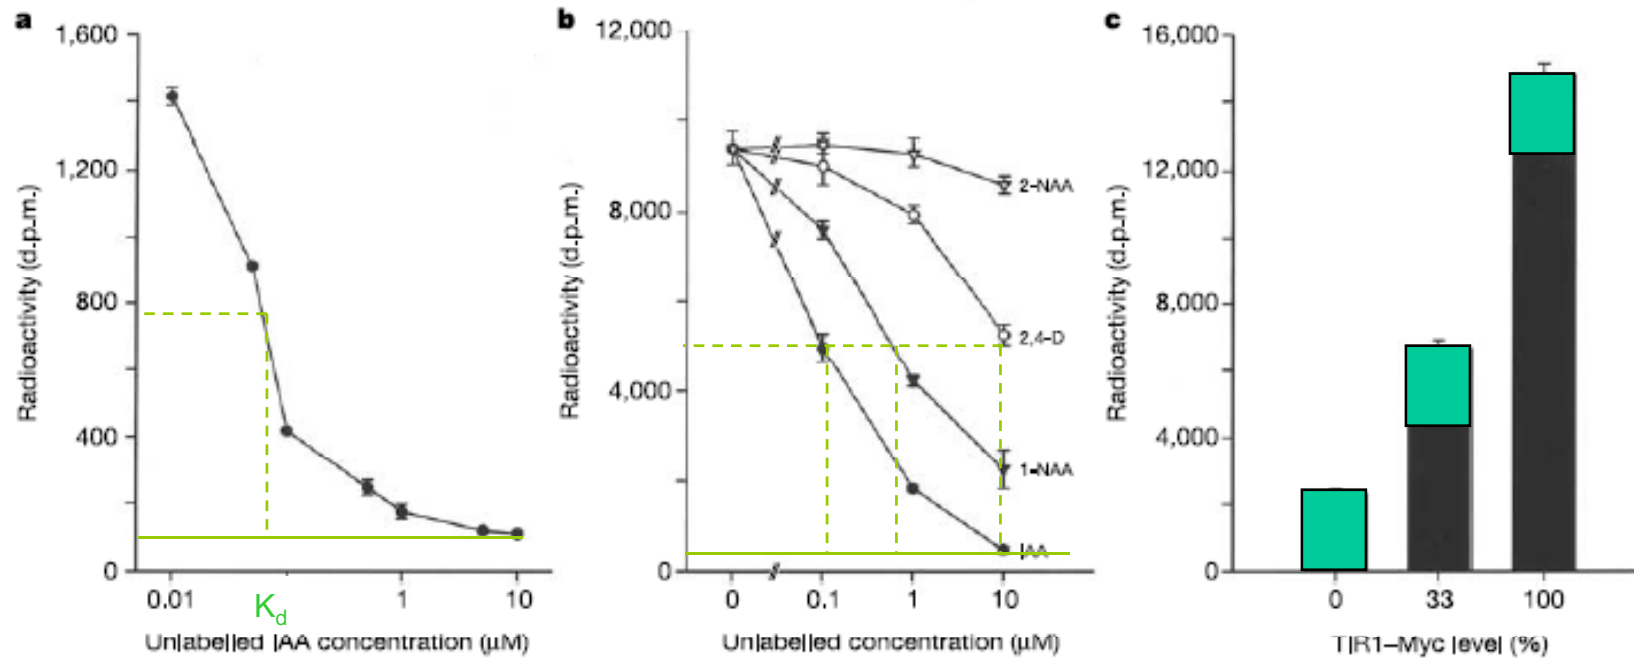 a
1,600
1,200
800
400
0
0.01
1
10
K_d
Unlabelled IAA concentration (μM)
Radioactivity (d.p.m.)
b
12,000
8,000
4,000
0
2-NAA
2,4-D
1-NAA
IAA
0
0.1
1
10
Unlabelled concentration (μM)
Radioactivity (d.p.m.)
c
16,000
12,000
8,000
4,000
0
0
33
100
TIR1–Myc level (%)
Radioactivity (d.p.m.)